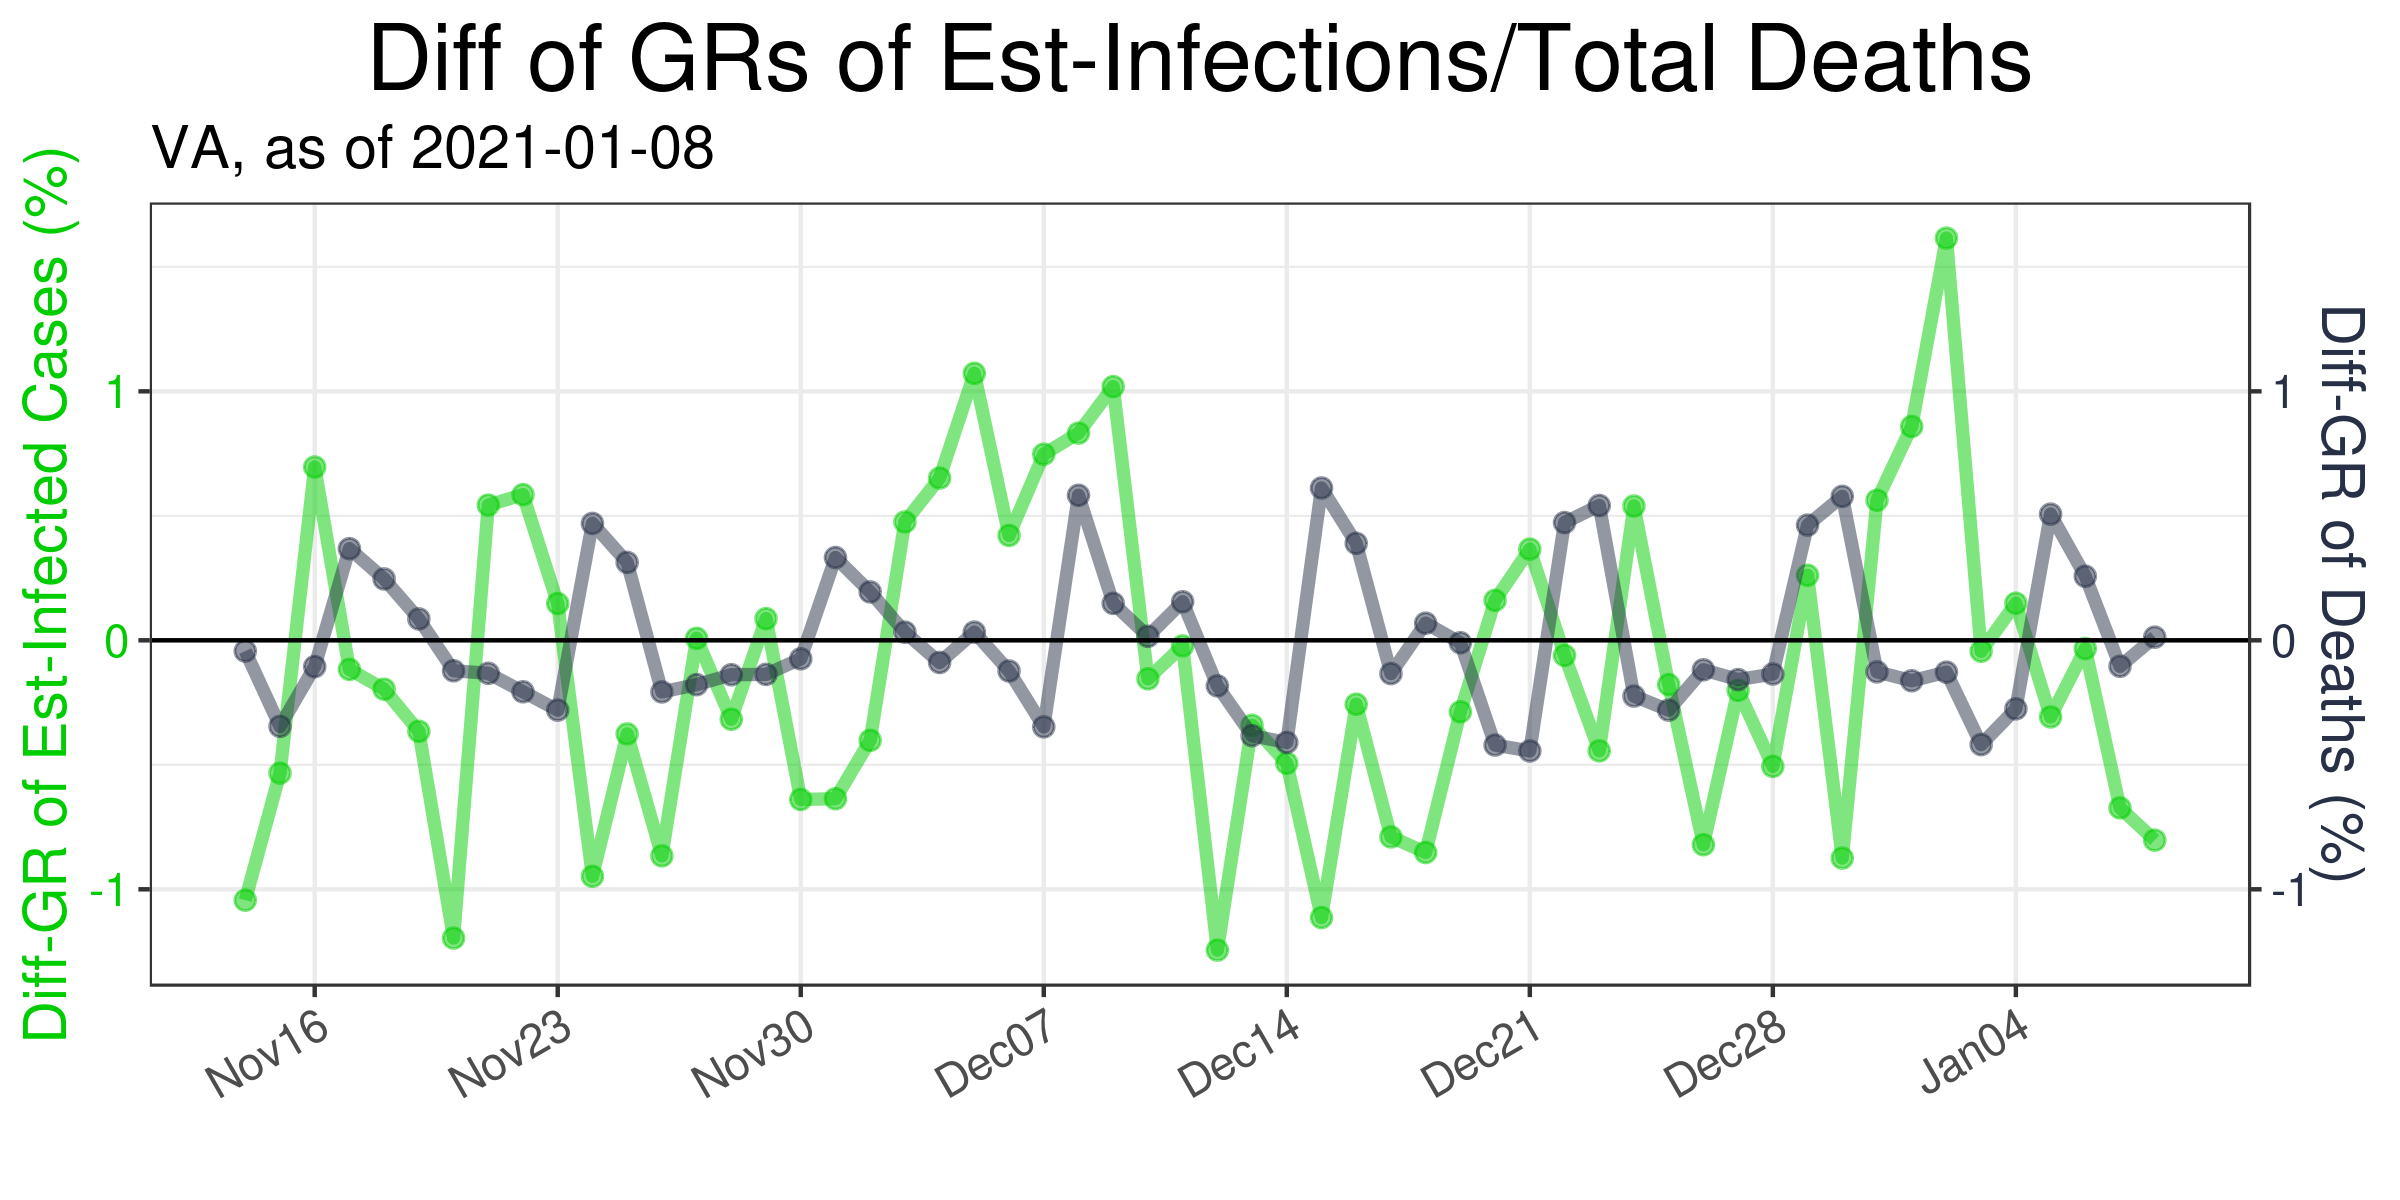 Diff of GRs of Est-Infections/Total Deaths
VA, as of 2021-01-08
Diff-GR of Est-Infected Cases (%)
1
0
-1
1
0
-1
Diff-GR of Deaths (%)
Nov16
Nov23
Nov30
Dec07
Dec14
Dec21
Dec28
Jan04